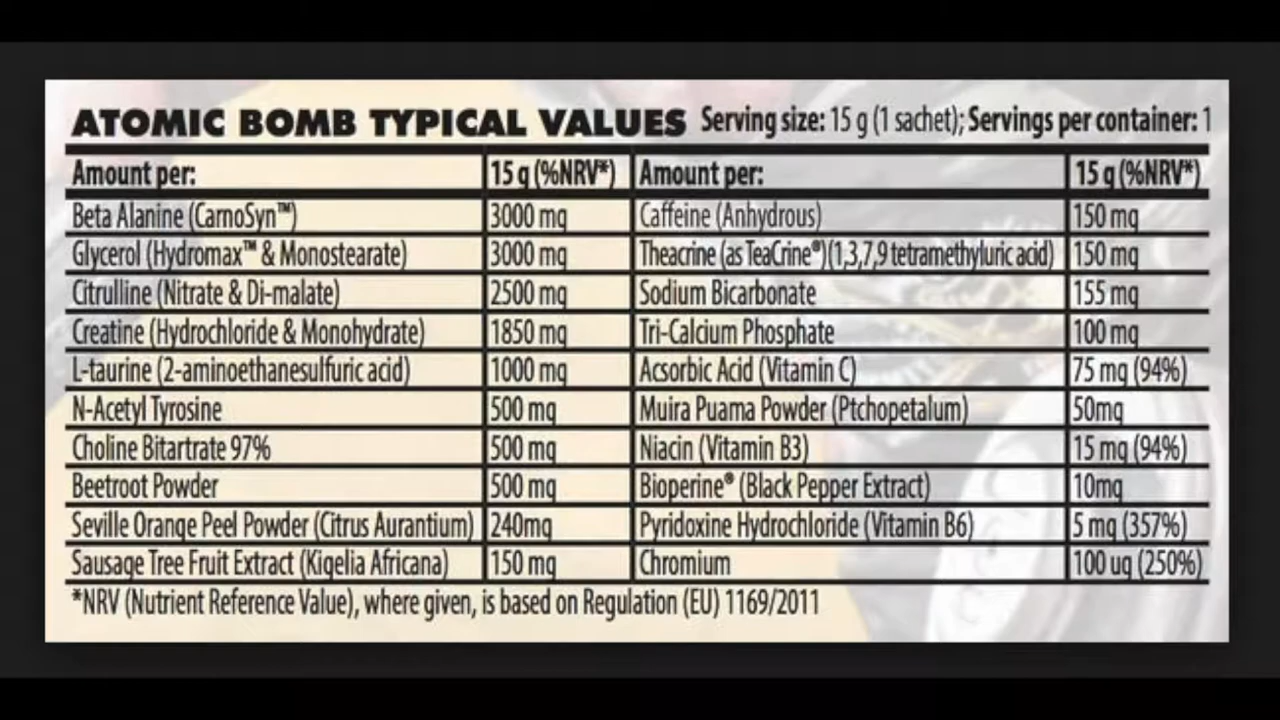 ATOMIC BOMB TYPICAL VALUES Serving size: 15 g (1 sachet); Servings per container: 1
Amount per: 15 g (%NRV*) Amount per: 15 g (%NRV*)
Beta Alanine (CarnoSyn™) 3000 mg Caffeine (Anhydrous) 150 mg
Glycerol (Hydromax™ & Monostearate) 3000 mg Theacrine (as TeaCrine®)(1,3,7,9 tetramethyluric acid) 150 mg
Citrulline (Nitrate & Di-malate) 2500 mg Sodium Bicarbonate 155 mg
Creatine (Hydrochloride & Monohydrate) 1850 mg Tri-Calcium Phosphate 100 mg
L-taurine (2-aminoethanesulfuric acid) 1000 mg Acsorbic Acid (Vitamin C) 75 mg (94%)
N-Acetyl Tyrosine 500 mg Muira Puama Powder (Ptchopetalum) 50mg
Choline Bitartrate 97% 500 mg Niacin (Vitamin B3) 15 mg (94%)
Beetroot Powder 500 mg Bioperine® (Black Pepper Extract) 10mg
Seville Orange Peel Powder (Citrus Aurantium) 240mg Pyridoxine Hydrochloride (Vitamin B6) 5 mg (357%)
Sausage Tree Fruit Extract (Kigelia Africana) 150 mg Chromium 100 ug (250%)
*NRV (Nutrient Reference Value), where given, is based on Regulation (EU) 1169/2011